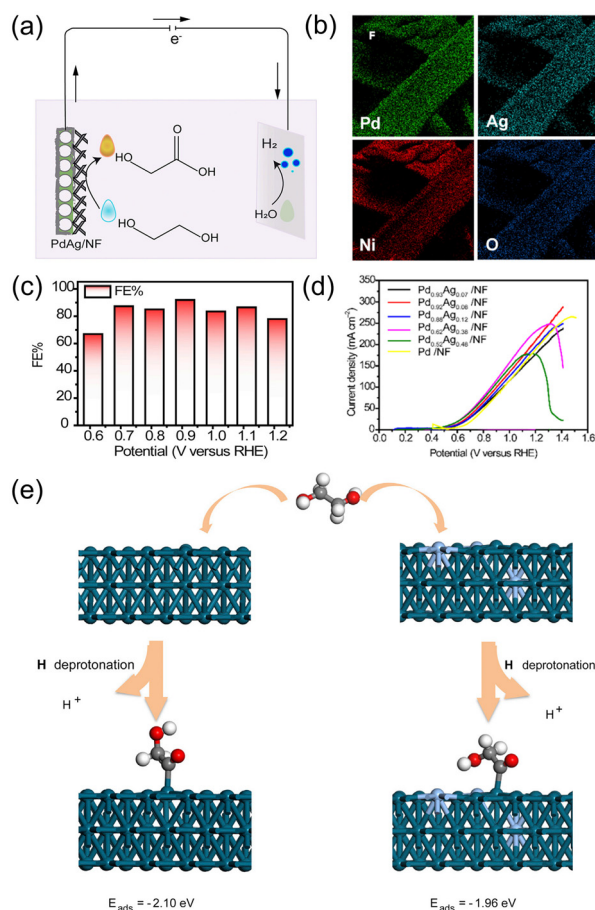 (a)
e-
O
HO
OH
HO
OH
PdAg/NF
H₂
H₂O
(b)
F
Pd
Ag
Ni
O
(c)
FE%
100
80
60
40
20
0
FE%
0.6 0.7 0.8 0.9 1.0 1.1 1.2
Potential (V versus RHE)
(d)
350
300
250
200
150
100
50
0
Current density (mA cm⁻²)
Pd₀.₉₃Ag₀.₀₇/NF
Pd₀.₉₂Ag₀.₀₈/NF
Pd₀.₈₈Ag₀.₁₂/NF
Pd₀.₆₂Ag₀.₃₈/NF
Pd₀.₅₂Ag₀.₄₈/NF
Pd /NF
0.0 0.2 0.4 0.6 0.8 1.0 1.2 1.4 1.6
Potential (V versus RHE)
(e)
H deprotonation
H⁺
H deprotonation
H⁺
E_ads = -2.10 eV
E_ads = -1.96 eV